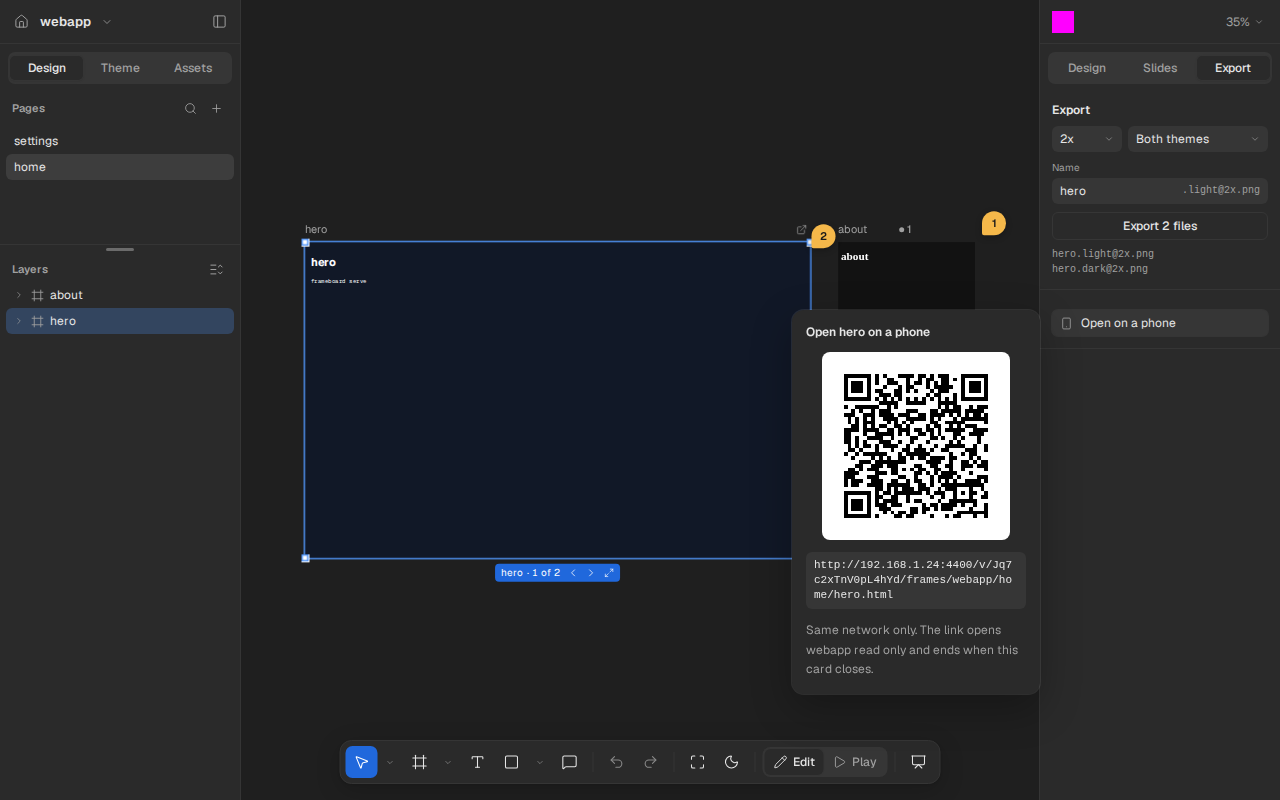 webapp
Design
Theme
Assets
Pages
settings
home
Layers
about
hero
hero
2
about
1
1
hero
frameboard serve
about
hero - 1 of 2
Open hero on a phone
http://192.168.1.24:4400/v/Jq7
c2xTnV0pL4hYd/frames/webapp/ho
me/hero.html
Same network only. The link opens
webapp read only and ends when this
card closes.
Edit
Play
35%
Design
Slides
Export
Export
2x
Both themes
Name
hero
.light@2x.png
Export 2 files
hero.light@2x.png
hero.dark@2x.png
Open on a phone